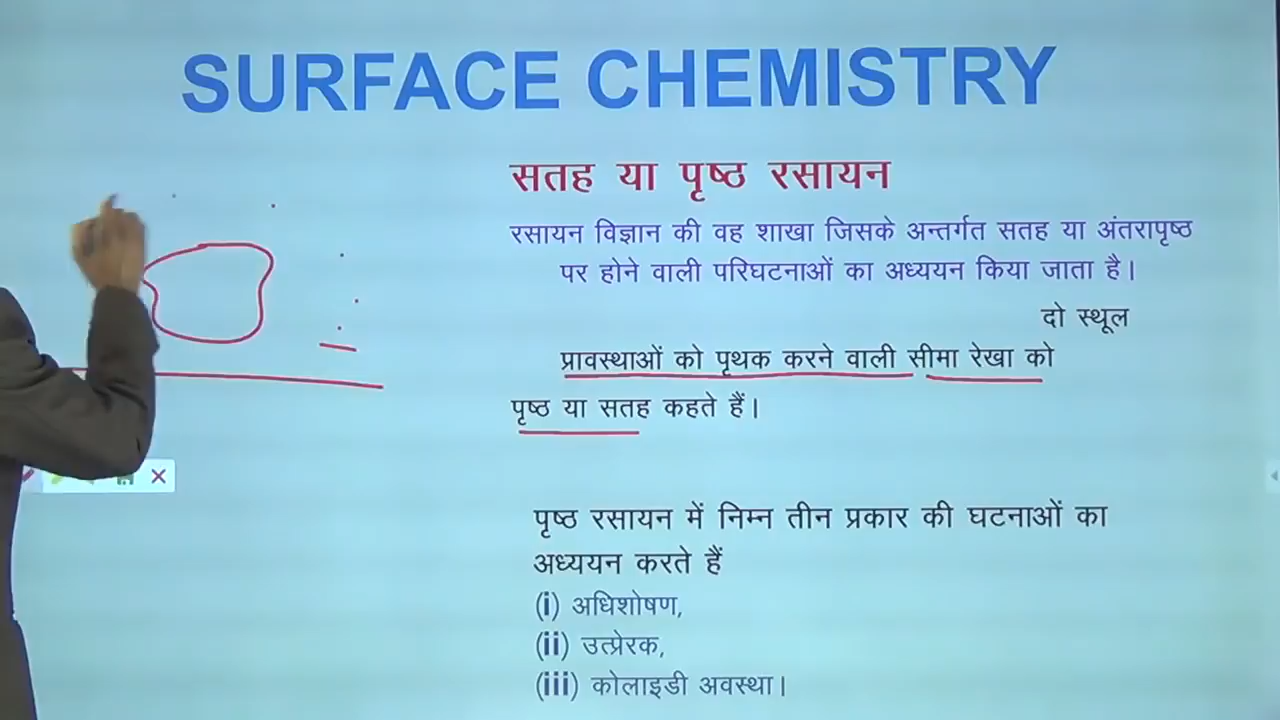 SURFACE CHEMISTRY
सतह या पृष्ठ रसायन
रसायन विज्ञान की वह शाखा जिसके अन्तर्गत सतह या अंतरापृष्ठ
पर होने वाली परिघटनाओं का अध्ययन किया जाता है।
दो स्थूल
प्रावस्थाओं को पृथक करने वाली सीमा रेखा को
पृष्ठ या सतह कहते हैं।
पृष्ठ रसायन में निम्न तीन प्रकार की घटनाओं का
अध्ययन करते हैं
(i) अधिशोषण,
(ii) उत्प्रेरक,
(iii) कोलाइडी अवस्था।